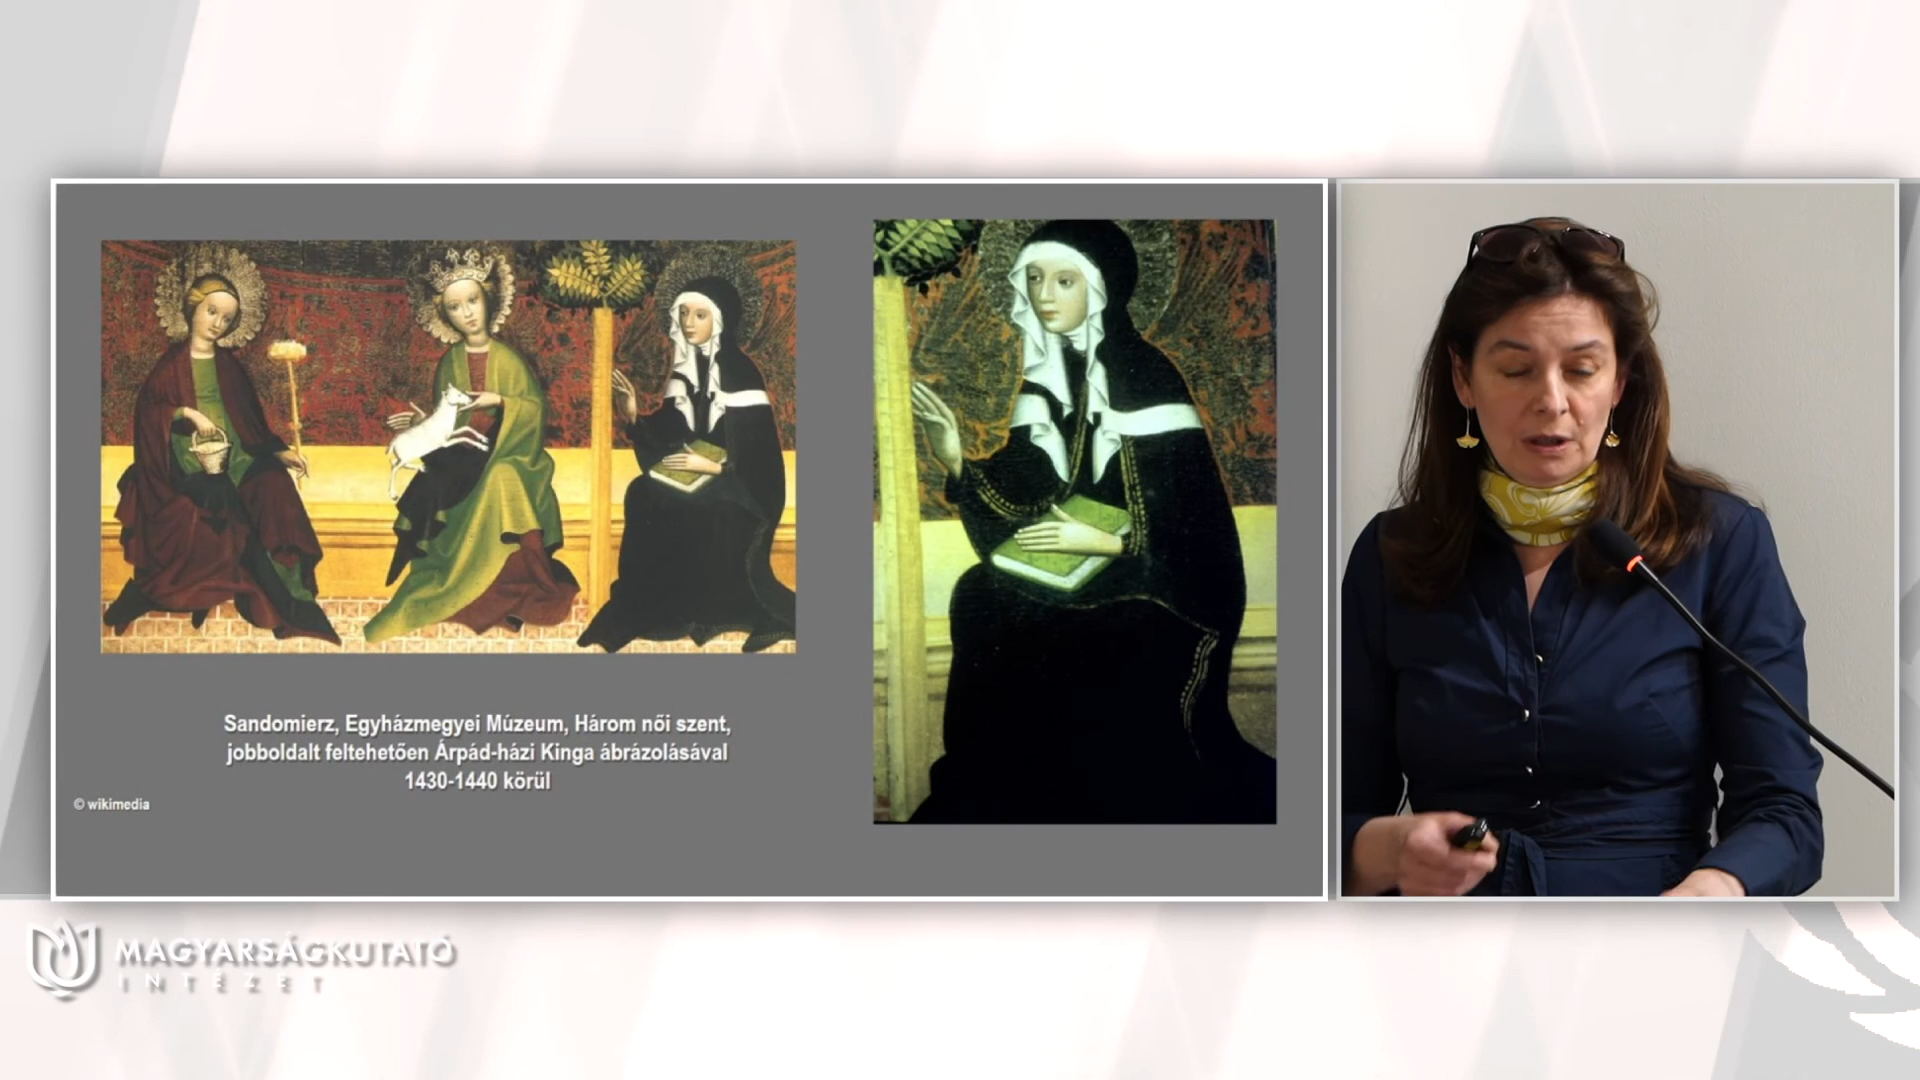 Sandomierz, Egyházmegyei Múzeum, Három női szent,
jobboldalt feltehetően Árpád-házi Kinga ábrázolásával
1430-1440 körül
© wikimedia
MAGYARSÁGKUTATÓ
INTÉZET